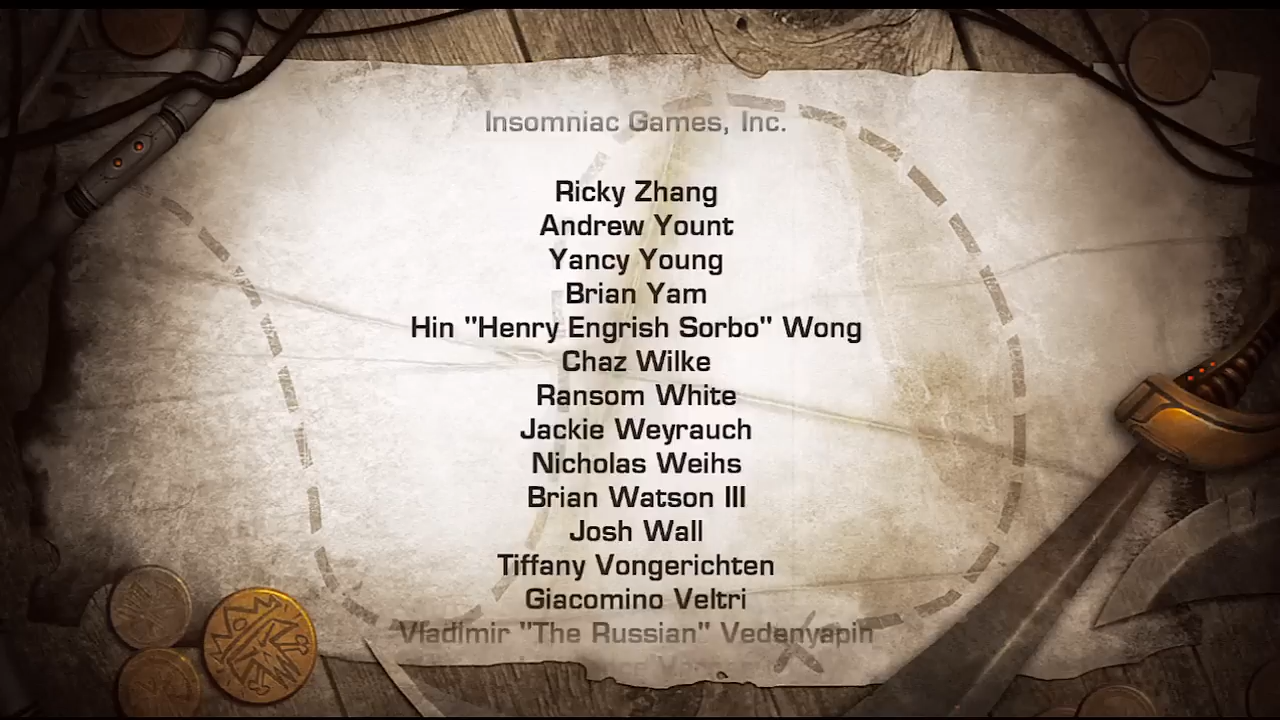 Insomniac Games, Inc.
Ricky Zhang
Andrew Yount
Yancy Young
Brian Yam
Hin "Henry Engrish Sorbo" Wong
Chaz Wilke
Ransom White
Jackie Weyrauch
Nicholas Weihs
Brian Watson III
Josh Wall
Tiffany Vongerichten
Giacomino Veltri
Vladimir "The Russian" Vedenyapin